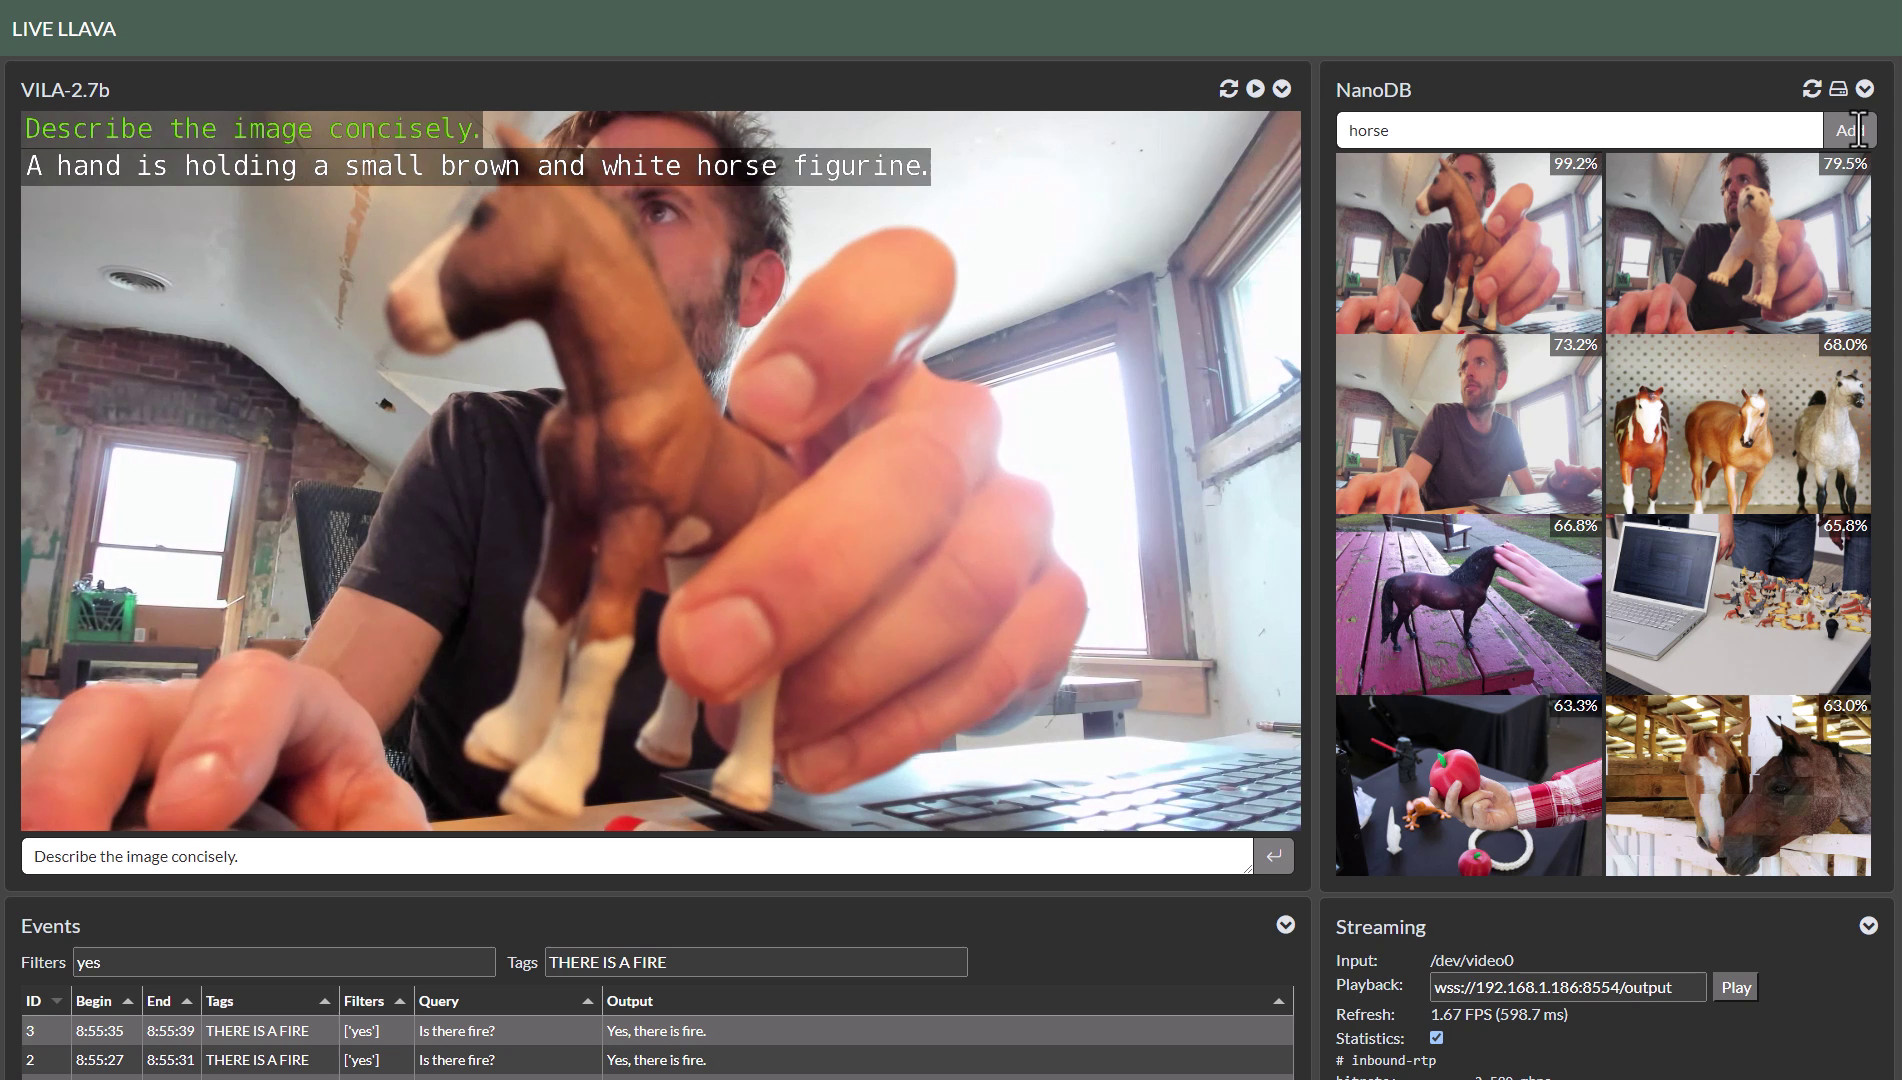 LIVE LLAVA
VILA-2.7b
Describe the image concisely.
A hand is holding a small brown and white horse figurine.
Describe the image concisely.
NanoDB
horse
Add
99.2%
79.5%
73.2%
68.0%
66.8%
65.8%
63.3%
63.0%
Events
Filters yes Tags THERE IS A FIRE
ID Begin End Tags Filters Query Output
3 8:55:35 8:55:39 THERE IS A FIRE ['yes'] Is there fire? Yes, there is fire.
2 8:55:27 8:55:31 THERE IS A FIRE ['yes'] Is there fire? Yes, there is fire.
Streaming
Input: /dev/video0
Playback: wss://192.168.1.186:8554/output Play
Refresh: 1.67 FPS (598.7 ms)
Statistics:
# inbound-rtp